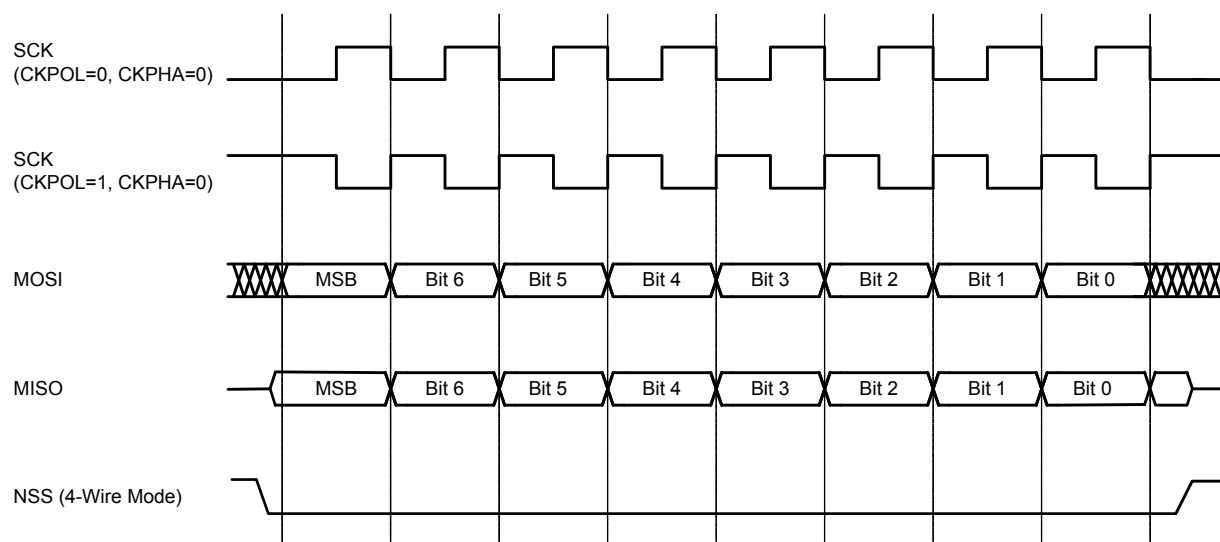 SCK
(CKPOL=0, CKPHA=0)
SCK
(CKPOL=1, CKPHA=0)
MOSI
MSB
Bit 6
Bit 5
Bit 4
Bit 3
Bit 2
Bit 1
Bit 0
MISO
MSB
Bit 6
Bit 5
Bit 4
Bit 3
Bit 2
Bit 1
Bit 0
NSS (4-Wire Mode)